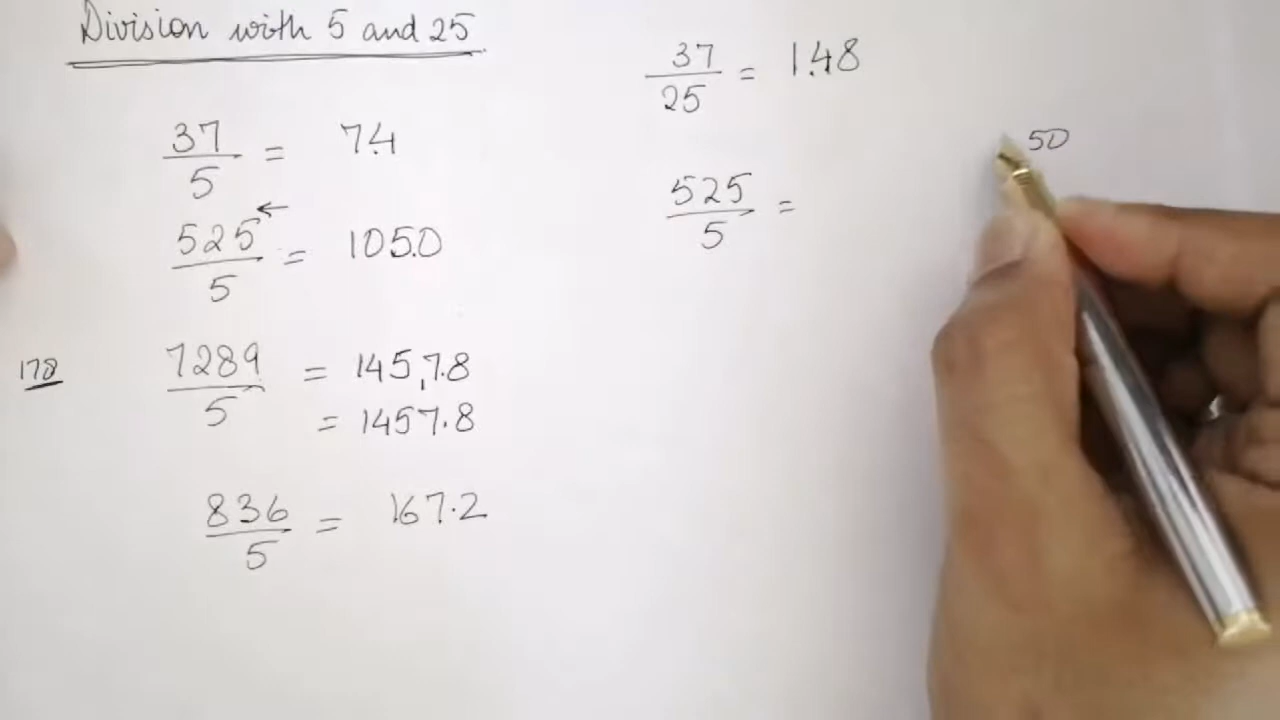 Division with 5 and 25
37/5 = 7.4
525/5 = 105.0
178
7289/5 = 145,7.8
= 1457.8
836/5 = 167.2
37/25 = 1.48
50
525/5 =